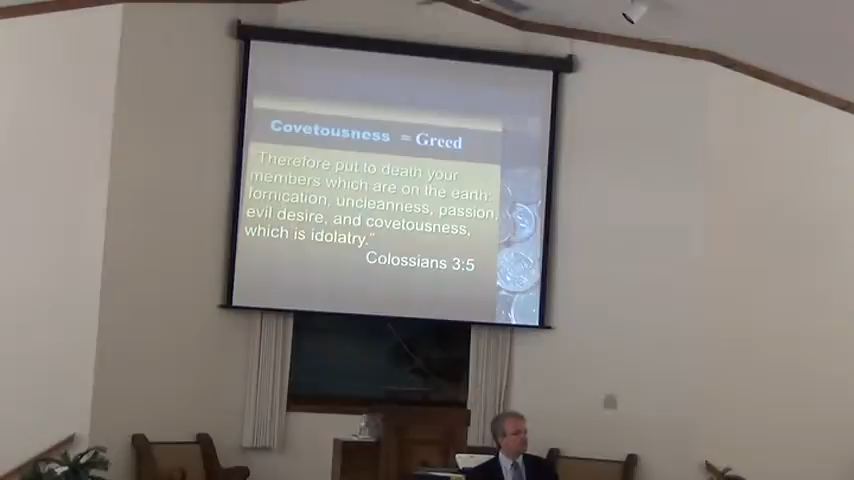 Covetousness = Greed
Therefore put to death your
members which are on the earth:
fornication, uncleanness, passion,
evil desire, and covetousness,
which is idolatry."
Colossians 3:5